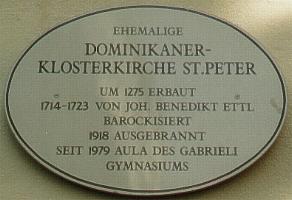 EHEMALIGE
DOMINIKANER-
KLOSTERKIRCHE ST.PETER
UM 1275 ERBAUT
1714-1723 VON JOH. BENEDIKT ETTL
BAROCKISIERT
1918 AUSGEBRANNT
SEIT 1979 AULA DES GABRIELI
GYMNASIUMS